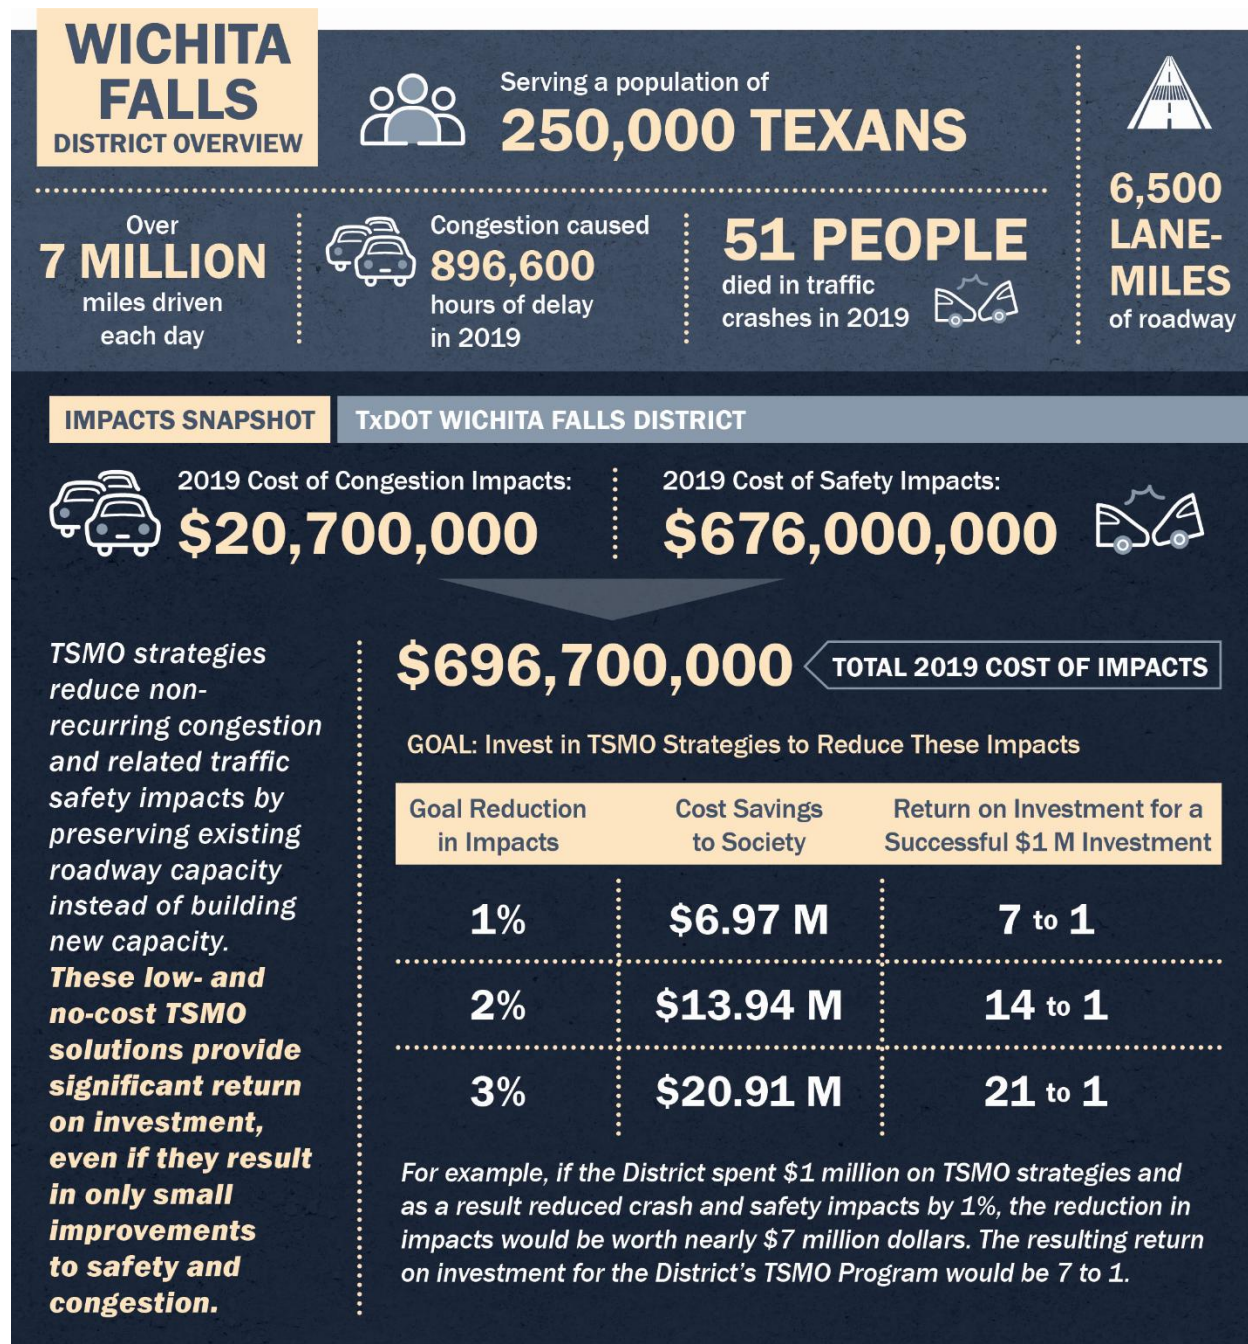 WICHITA
FALLS
DISTRICT OVERVIEW
Serving a population of
250,000 TEXANS
6,500
LANE-
MILES
of roadway
Over
7 MILLION
miles driven
each day
Congestion caused
896,600
hours of delay
in 2019
51 PEOPLE
died in traffic
crashes in 2019
IMPACTS SNAPSHOT
TxDOT WICHITA FALLS DISTRICT
2019 Cost of Congestion Impacts:
$20,700,000
2019 Cost of Safety Impacts:
$676,000,000
TSMO strategies
reduce non-
recurring congestion
and related traffic
safety impacts by
preserving existing
roadway capacity
instead of building
new capacity.
These low- and
no-cost TSMO
solutions provide
significant return
on investment,
even if they result
in only small
improvements
to safety and
congestion.
$696,700,000
TOTAL 2019 COST OF IMPACTS
GOAL: Invest in TSMO Strategies to Reduce These Impacts
Goal Reduction
in Impacts
Cost Savings
to Society
Return on Investment for a
Successful $1 M Investment
1% $6.97 M 7 to 1
2% $13.94 M 14 to 1
3% $20.91 M 21 to 1
For example, if the District spent $1 million on TSMO strategies and
as a result reduced crash and safety impacts by 1%, the reduction in
impacts would be worth nearly $7 million dollars. The resulting return
on investment for the District's TSMO Program would be 7 to 1.